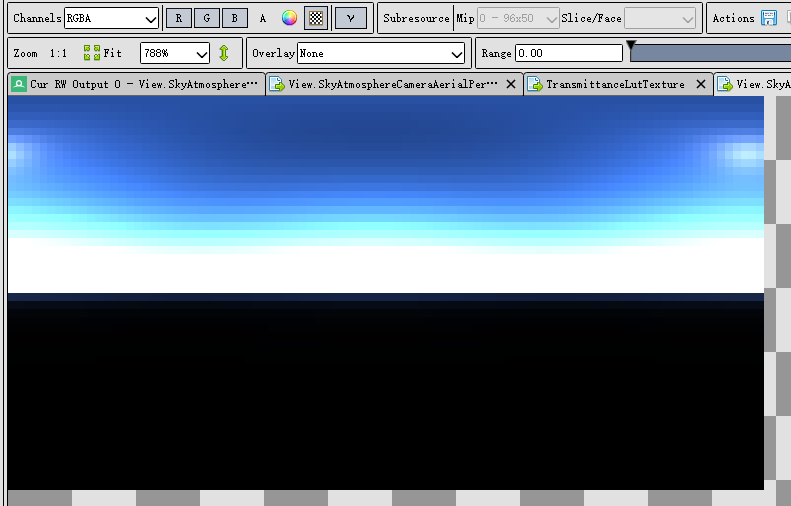 Channels RGBA R G B A γ Subresource Mip 0 - 96x50 Slice/Face Actions
Zoom 1:1 Fit 788% Overlay None Range 0.00
Cur RW Output 0 - View.SkyAtmosphere··· View.SkyAtmosphereCameraAerialPer··· TransmittanceLutTexture View.SkyA